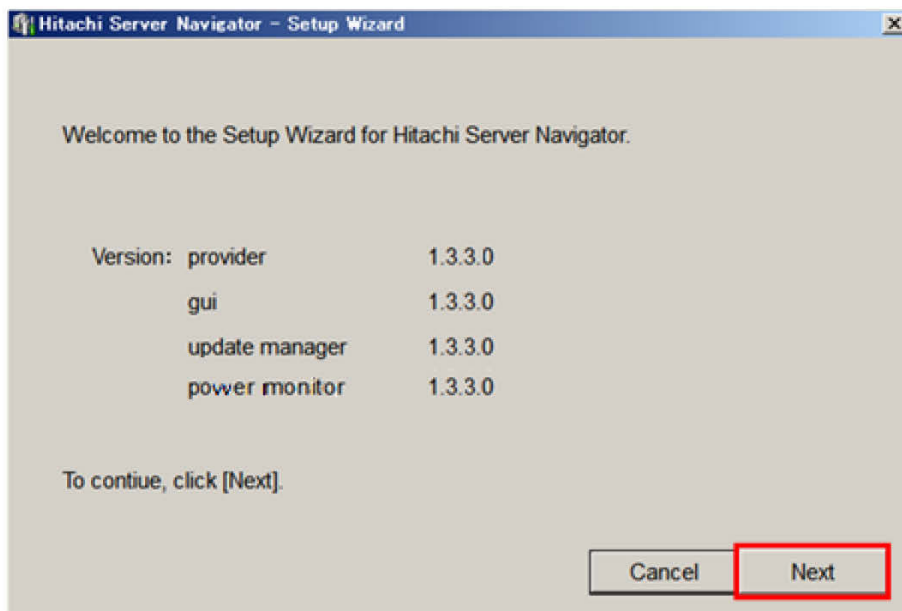 Hitachi Server Navigator - Setup Wizard
Welcome to the Setup Wizard for Hitachi Server Navigator.
Version: provider 1.3.3.0
gui 1.3.3.0
update manager 1.3.3.0
power monitor 1.3.3.0
To contiue, click [Next].
Cancel Next